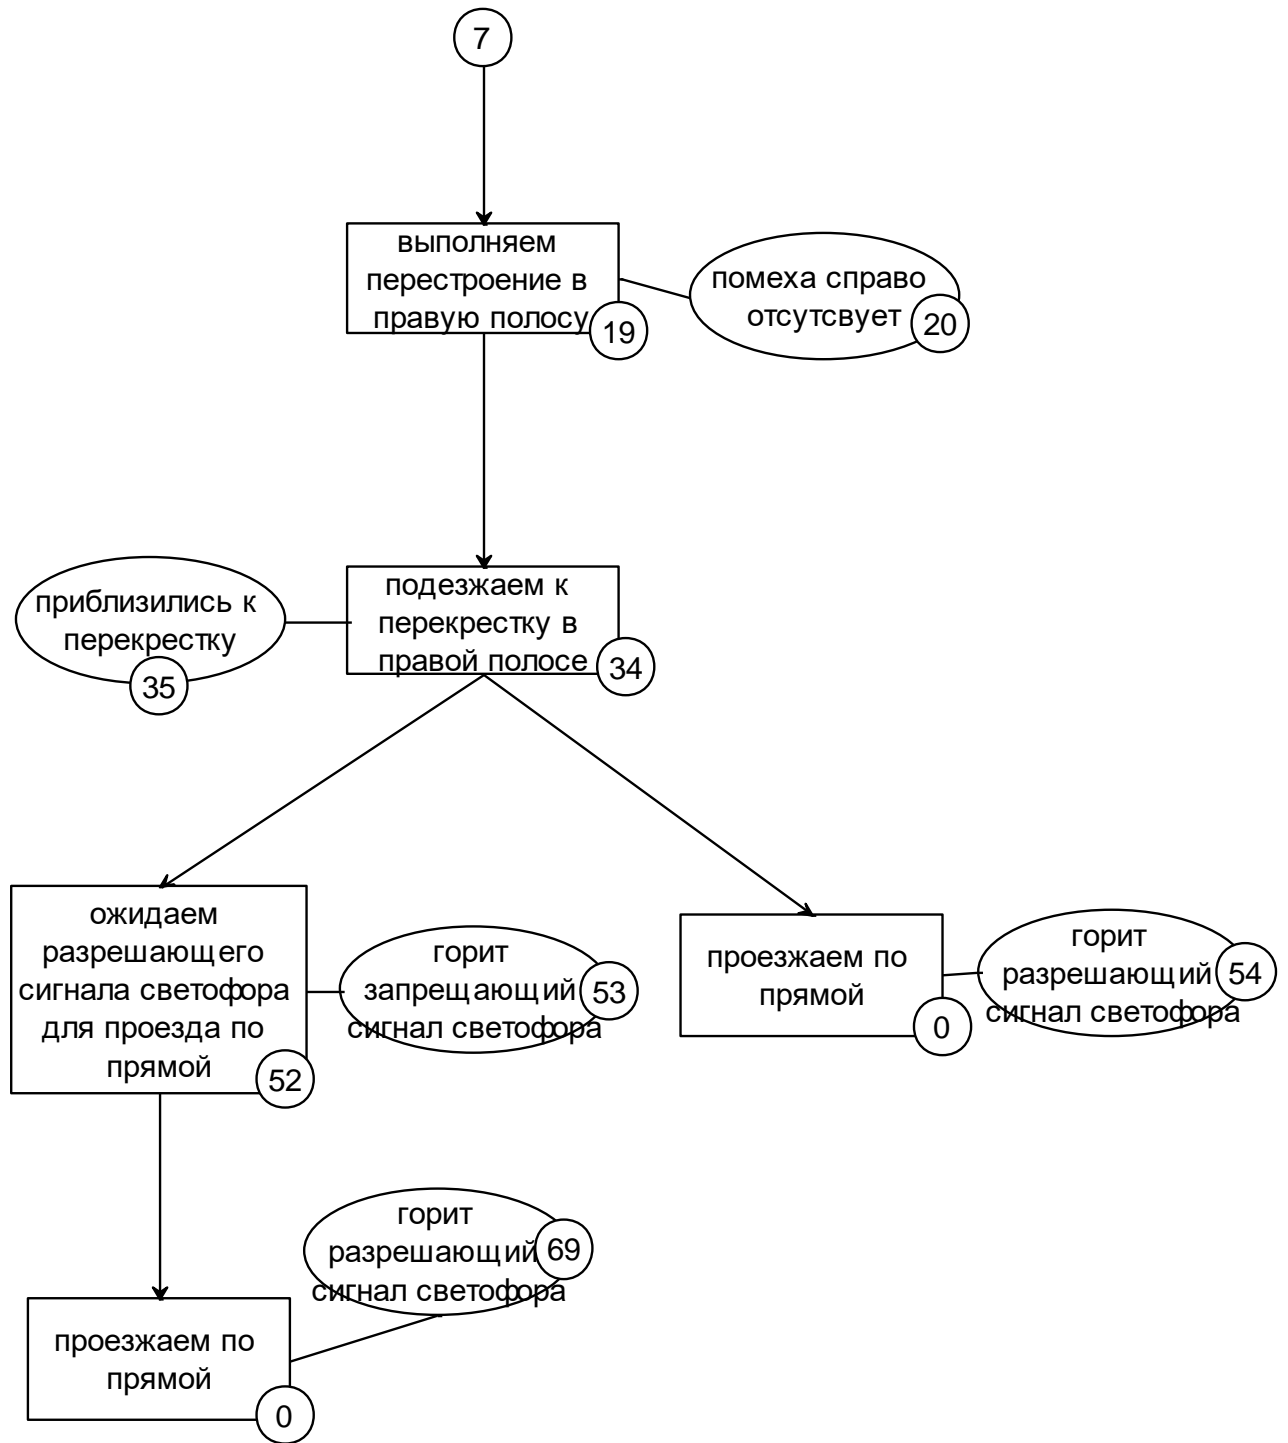 7
выполняем
перестроение в
правую полосу
19
помеха справо
отсутсвует
20
подезжаем к
перекрестку в
правой полосе
34
приблизились к
перекрестку
35
ожидаем
разрешающего
сигнала светофора
для проезда по
прямой
52
горит
запрещающий
сигнал светофора
53
проезжаем по
прямой
0
горит
разрешающий
сигнал светофора
54
горит
разрешающий
сигнал светофора
69
проезжаем по
прямой
0